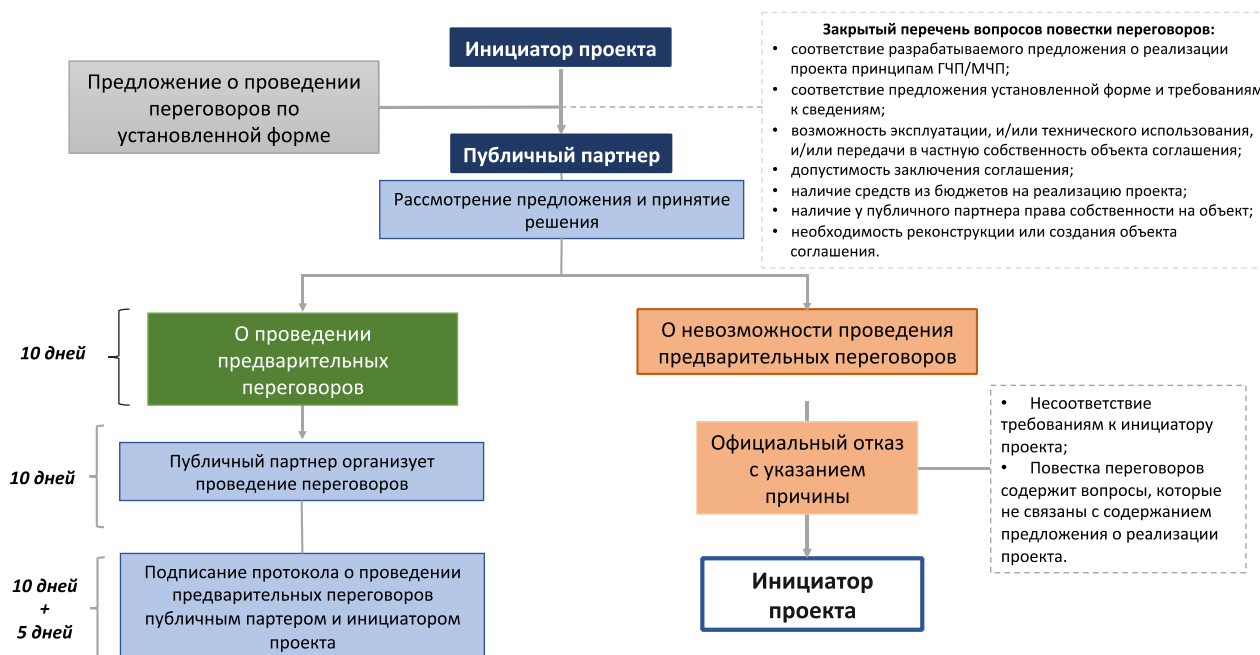 Инициатор проекта
Предложение о проведении
переговоров по
установленной форме
Закрытый перечень вопросов повестки переговоров:
• соответствие разрабатываемого предложения о реализации
проекта принципам ГЧП/МЧП;
• соответствие предложения установленной форме и требованиям
к сведениям;
• возможность эксплуатации, и/или технического использования,
и/или передачи в частную собственность объекта соглашения;
• допустимость заключения соглашения;
• наличие средств из бюджетов на реализацию проекта;
• наличие у публичного партнера права собственности на объект;
• необходимость реконструкции или создания объекта
соглашения.
Публичный партнер
Рассмотрение предложения и принятие
решения
10 дней
О проведении
предварительных
переговоров
О невозможности проведения
предварительных переговоров
10 дней
Публичный партнер организует
проведение переговоров
Официальный отказ
с указанием
причины
• Несоответствие
требованиям к инициатору
проекта;
• Повестка переговоров
содержит вопросы, которые
не связаны с содержанием
предложения о реализации
проекта.
10 дней
+
5 дней
Подписание протокола о проведении
предварительных переговоров
публичным партером и инициатором
проекта
Инициатор
проекта